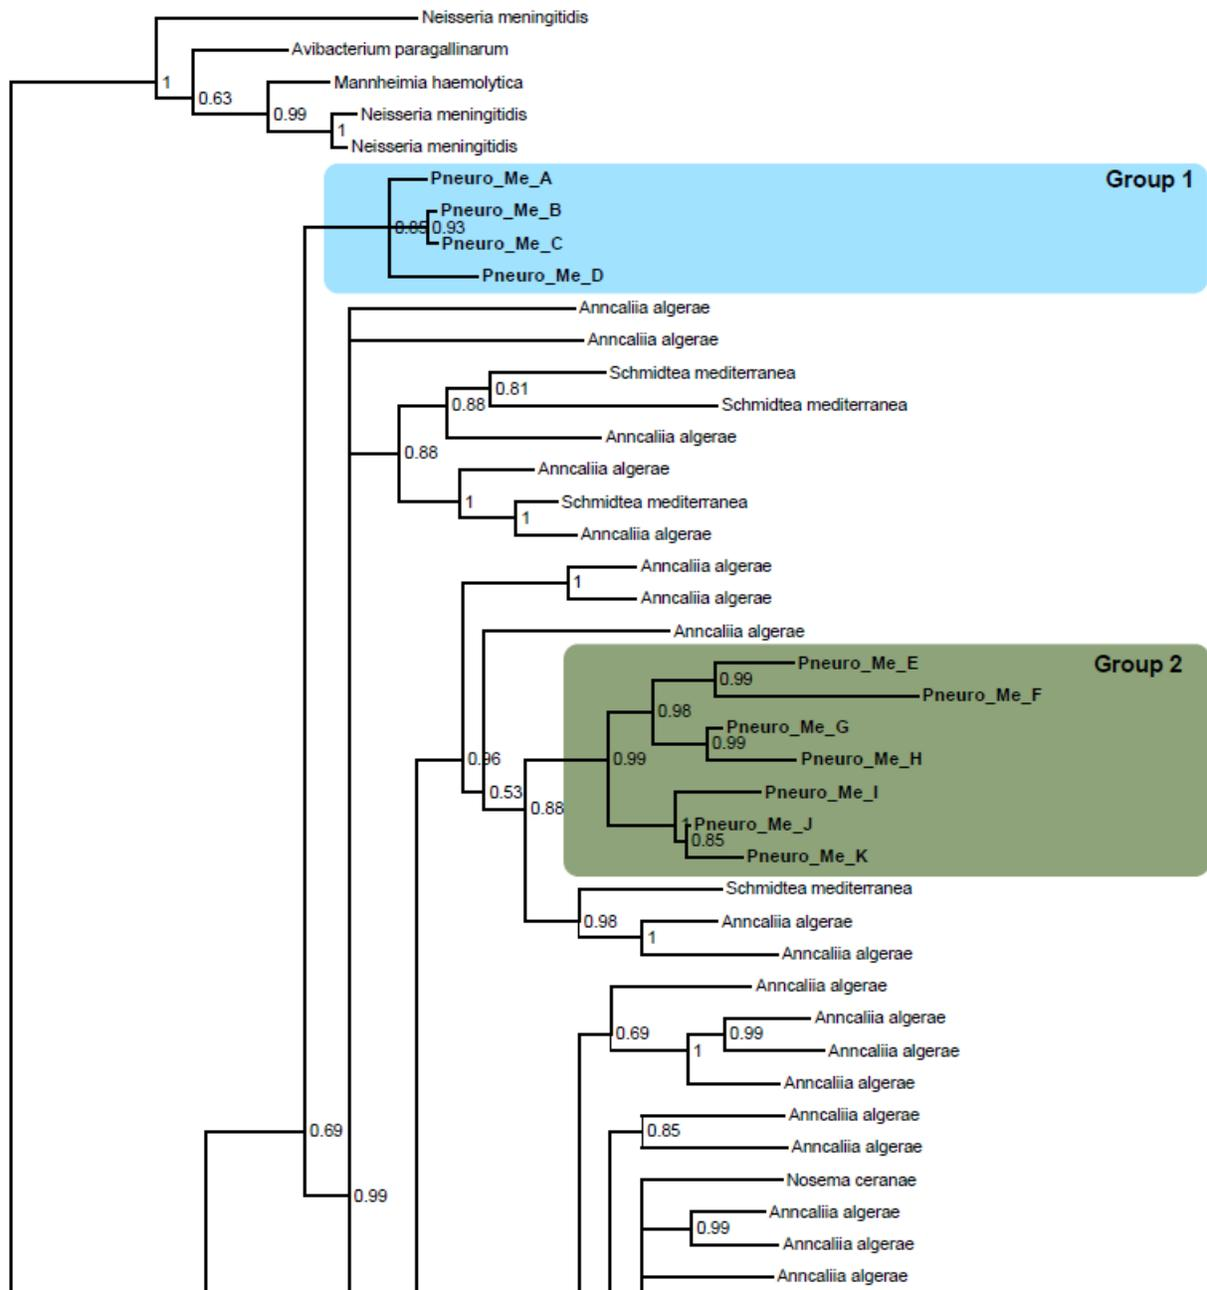 Neisseria meningitidis
Avibacterium paragallinarum
1
0.63
Mannheimia haemolytica
0.99
Neisseria meningitidis
1
Neisseria meningitidis
Pneuro_Me_A
Group 1
Pneuro_Me_B
0.85 0.93
Pneuro_Me_C
Pneuro_Me_D
Anncaliia algerae
Anncaliia algerae
Schmidtea mediterranea
0.81
0.88
Schmidtea mediterranea
Anncaliia algerae
0.88
Anncaliia algerae
1
Schmidtea mediterranea
1
Anncaliia algerae
Anncaliia algerae
1
Anncaliia algerae
Anncaliia algerae
Pneuro_Me_E
Group 2
0.99
Pneuro_Me_F
0.98
Pneuro_Me_G
0.99
Pneuro_Me_H
0.96
0.99
Pneuro_Me_I
0.53
0.88
1
Pneuro_Me_J
0.85
Pneuro_Me_K
Schmidtea mediterranea
0.98
Anncaliia algerae
1
Anncaliia algerae
Anncaliia algerae
Anncaliia algerae
0.69
0.99
1
Anncaliia algerae
Anncaliia algerae
Anncaliia algerae
0.69
0.85
Anncaliia algerae
Nosema ceranae
0.99
Anncaliia algerae
0.99
Anncaliia algerae
Anncaliia algerae